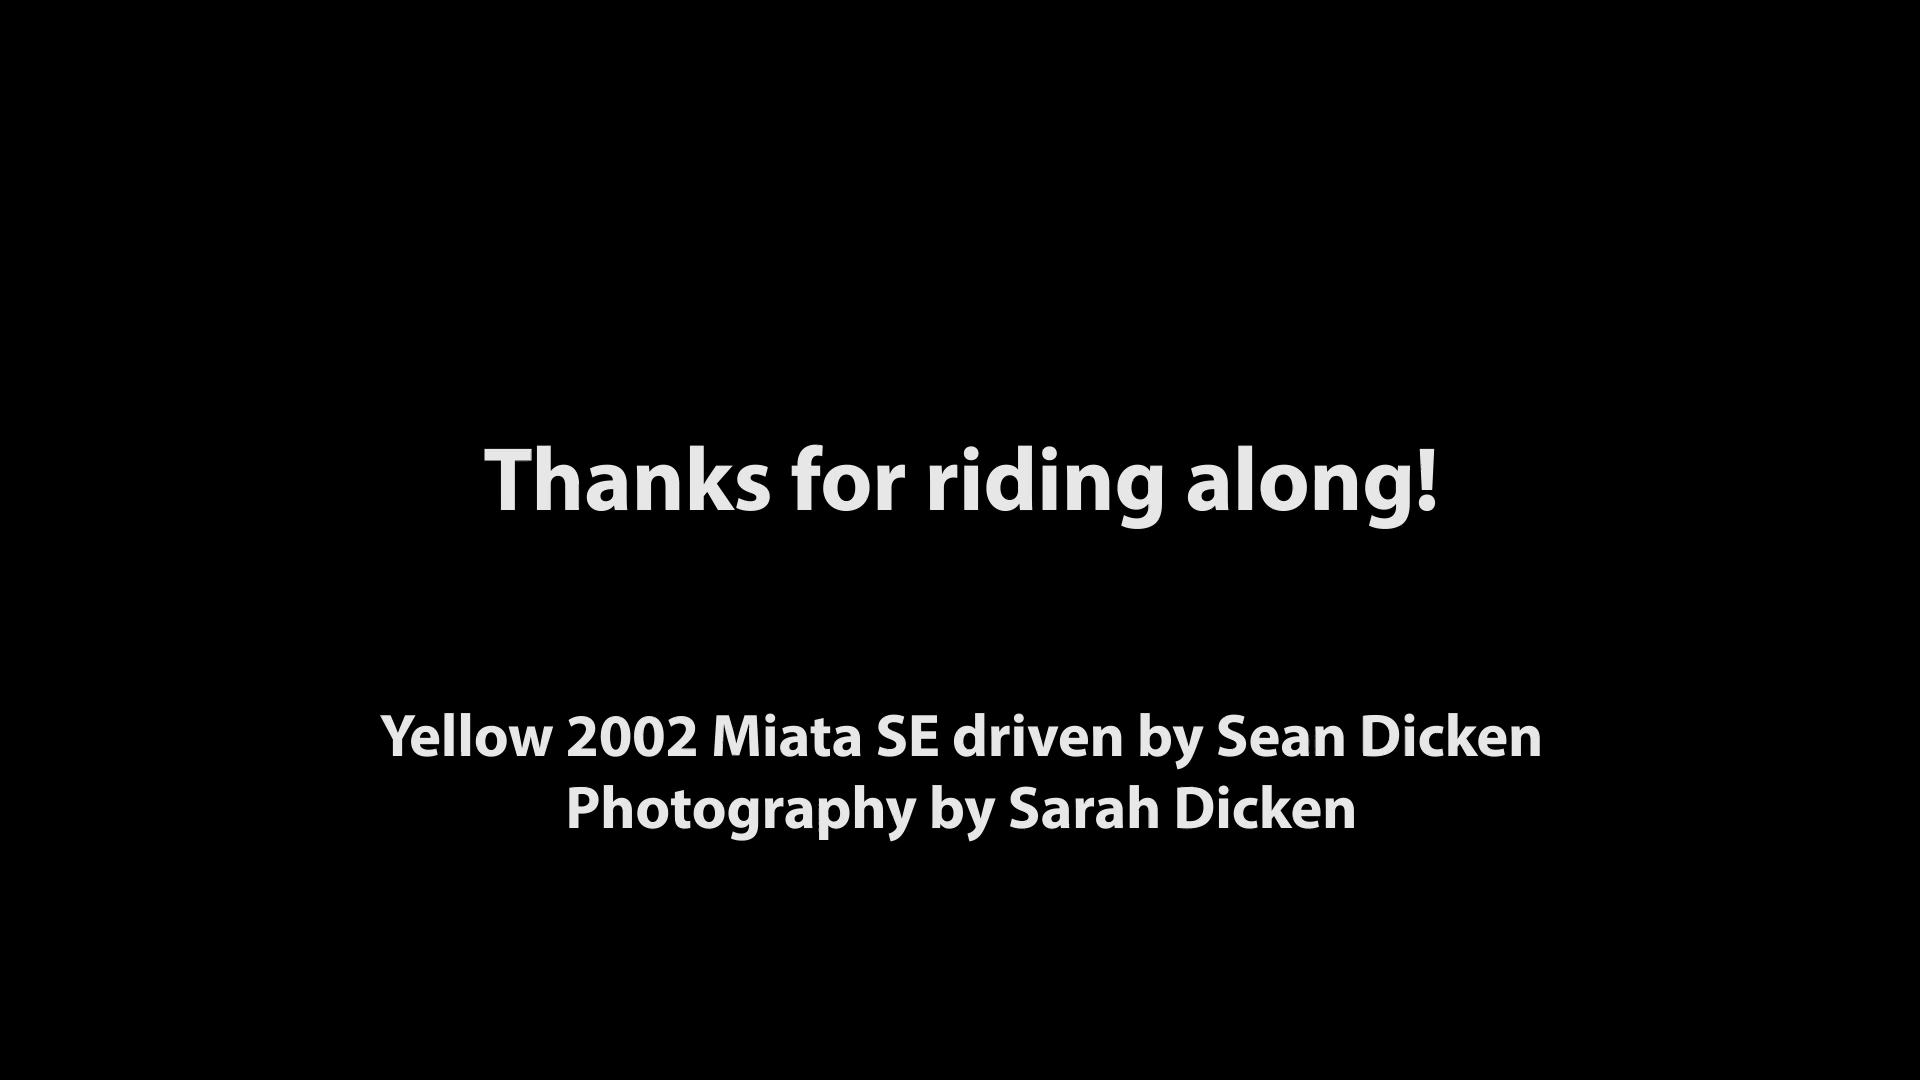 Thanks for riding along!
Yellow 2002 Miata SE driven by Sean Dicken
Photography by Sarah Dicken